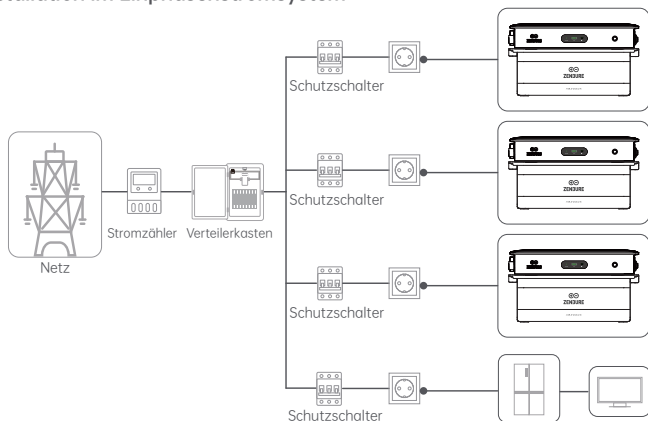 Installation im Einphasenstromsystem
Schutzschalter
ZENDURE
Schutzschalter
ZENDURE
Netz
Stromzähler
Verteilerkasten
Schutzschalter
ZENDURE
Schutzschalter